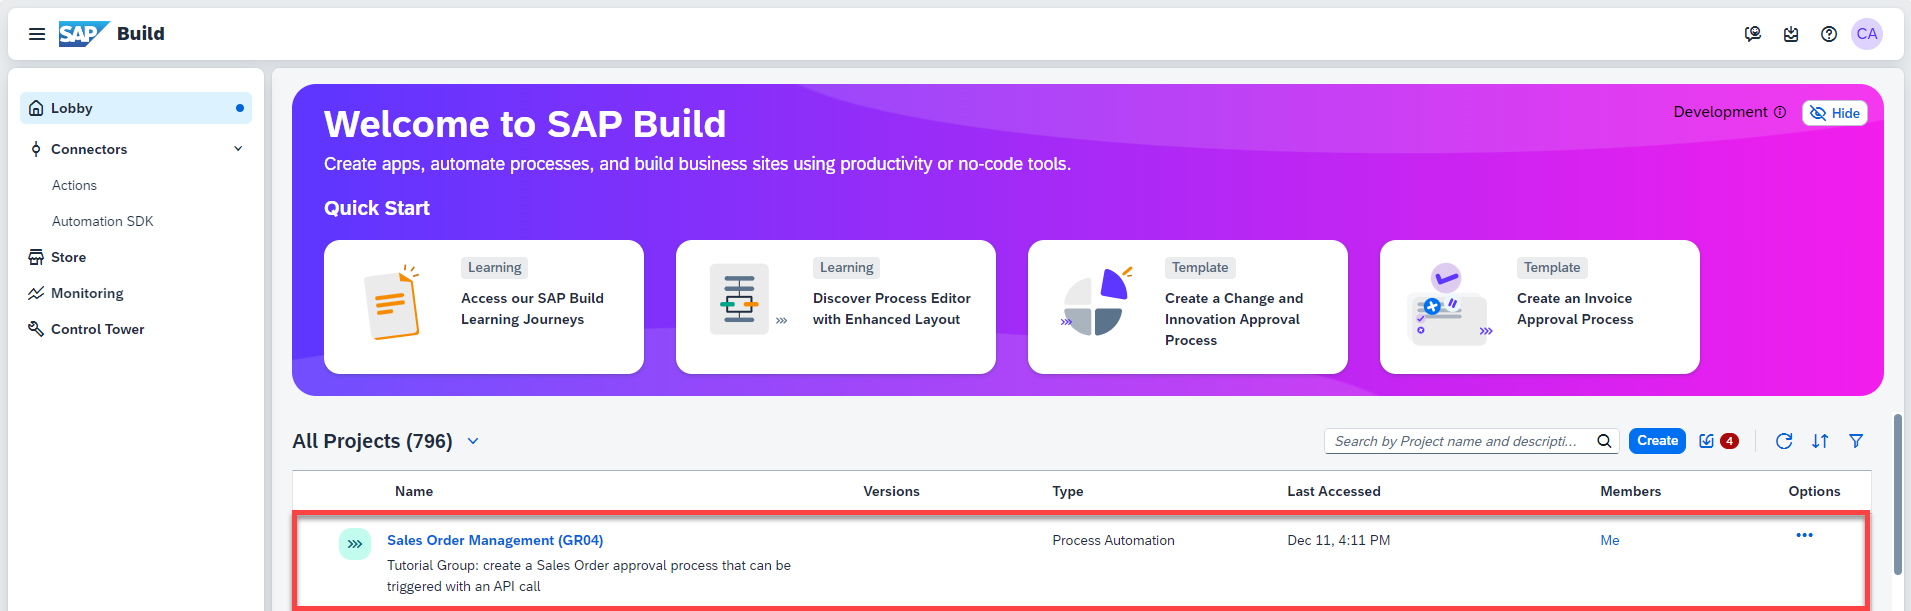 SAP Build
CA
Lobby
Connectors
Actions
Automation SDK
Store
Monitoring
Control Tower
Welcome to SAP Build
Development
Hide
Create apps, automate processes, and build business sites using productivity or no-code tools.
Quick Start
Learning
Access our SAP Build
Learning Journeys
Learning
Discover Process Editor
with Enhanced Layout
Template
Create a Change and
Innovation Approval
Process
Template
Create an Invoice
Approval Process
All Projects (796)
Search by Project name and descripti...
Create
4
Name Versions Type Last Accessed Members Options
Sales Order Management (GR04) Process Automation Dec 11, 4:11 PM Me
Tutorial Group: create a Sales Order approval process that can be
triggered with an API call